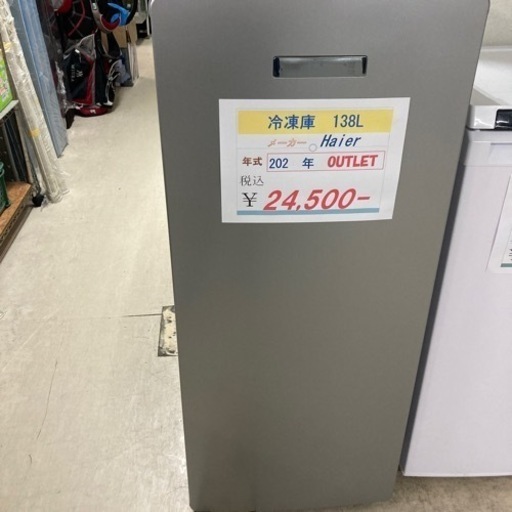 冷凍庫 138L
メーカー。 Haier
年式 202 年 OUTLET
税込
¥ 24,500-